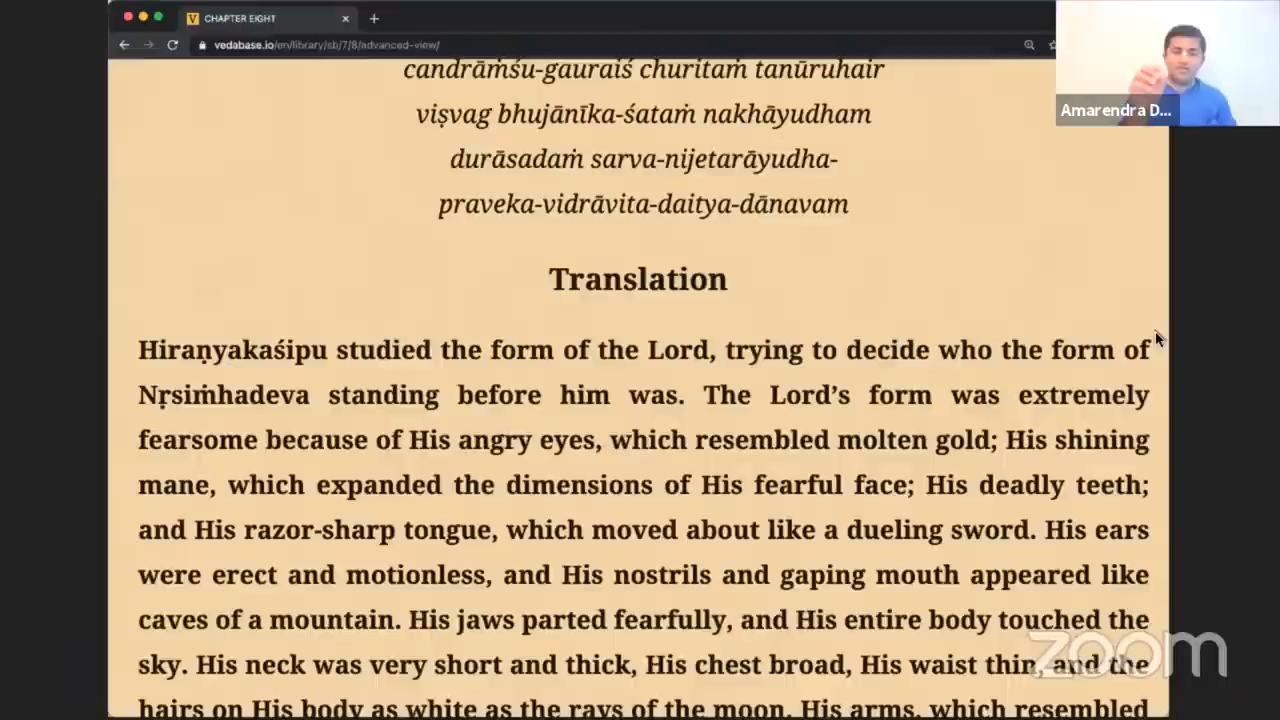 CHAPTER EIGHT
vedabase.io/en/library/sb/7/8/advanced-view/
Amarendra D...
candrāṁśu-gauraiś churitaṁ tanūruhair
viṣvag bhujānīka-śataṁ nakhāyudham
durāsadaṁ sarva-nijetarāyudha-
praveka-vidrāvita-daitya-dānavam
Translation
Hiraṇyakaśipu studied the form of the Lord, trying to decide who the form of
Nṛsiṁhadeva standing before him was. The Lord’s form was extremely
fearsome because of His angry eyes, which resembled molten gold; His shining
mane, which expanded the dimensions of His fearful face; His deadly teeth;
and His razor-sharp tongue, which moved about like a dueling sword. His ears
were erect and motionless, and His nostrils and gaping mouth appeared like
caves of a mountain. His jaws parted fearfully, and His entire body touched the
sky. His neck was very short and thick, His chest broad, His waist thin, and the
hairs on His body as white as the rays of the moon. His arms, which resembled
zoom